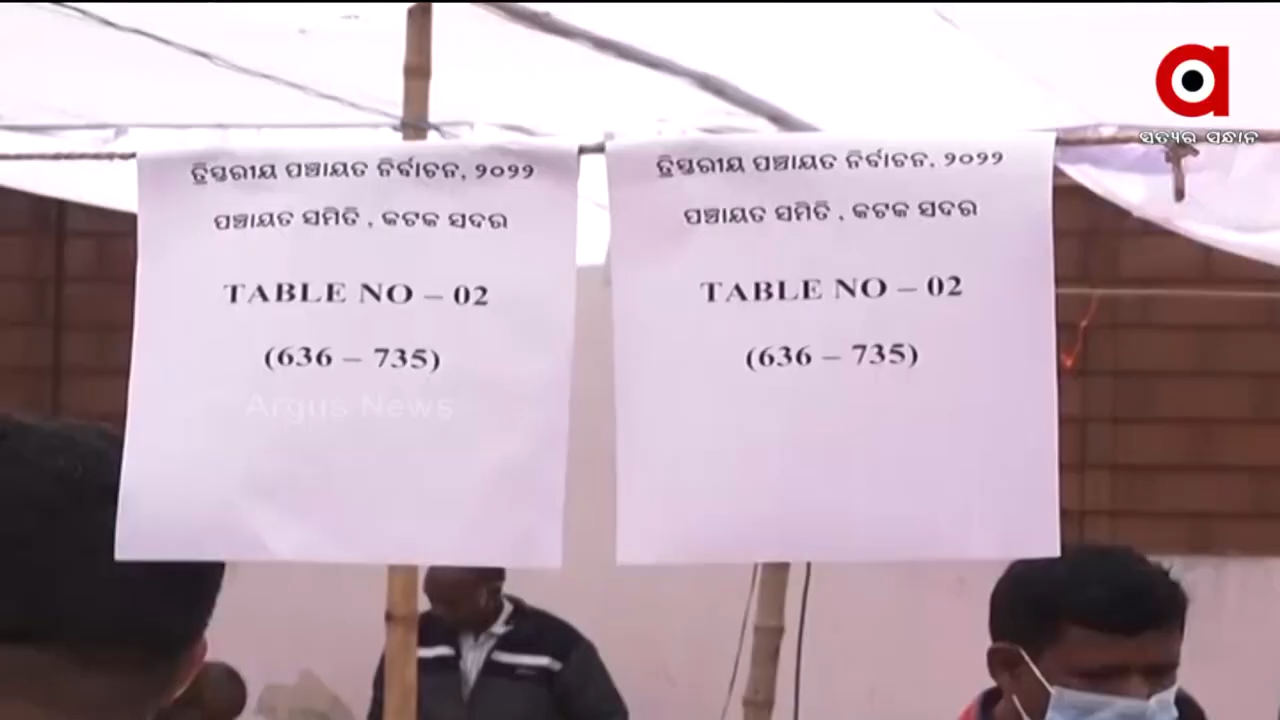 ତ୍ରିସ୍ତରୀୟ ପଞ୍ଚାୟତ ନିର୍ବାଚନ, ୨୦୨୨
ପଞ୍ଚାୟତ ସମିତି , କଟକ ସଦର
TABLE NO – 02
(636 – 735)
Argus News
ତ୍ରିସ୍ତରୀୟ ପଞ୍ଚାୟତ ନିର୍ବାଚନ, ୨୦୨୨
ପଞ୍ଚାୟତ ସମିତି , କଟକ ସଦର
TABLE NO – 02
(636 – 735)
a
ସତ୍ୟର ସନ୍ଧାନ